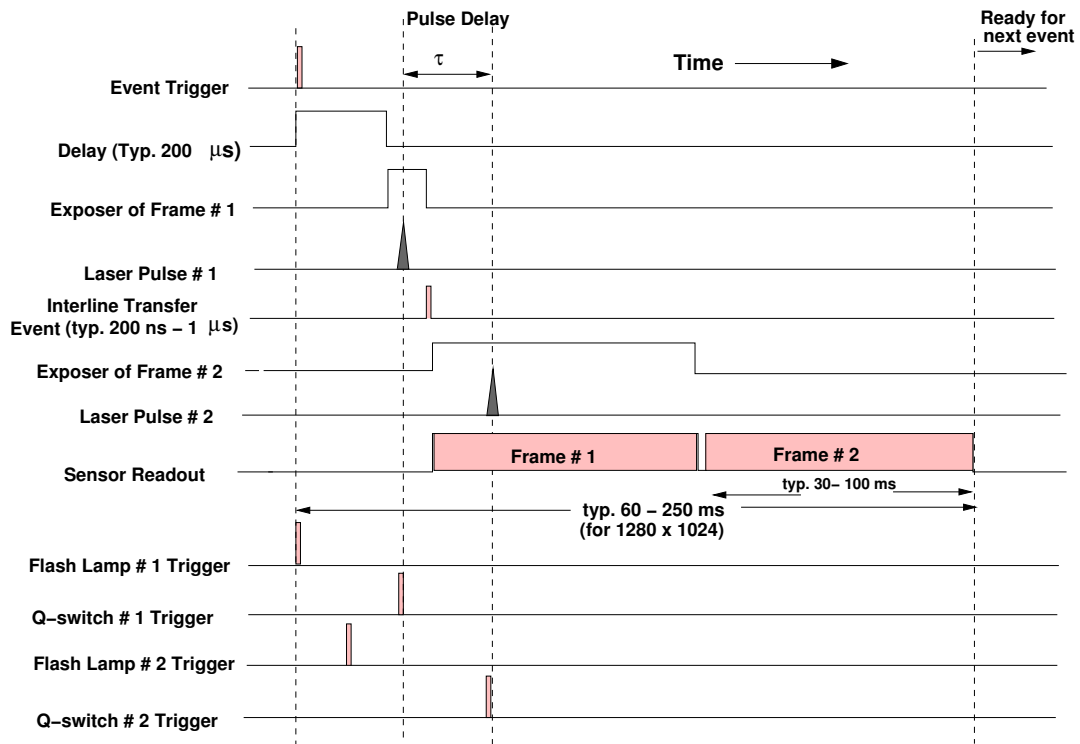 Pulse Delay
Ready for
next event
τ
Time
Event Trigger
Delay (Typ. 200 μs)
Exposer of Frame # 1
Laser Pulse # 1
Interline Transfer
Event (typ. 200 ns − 1 μs)
Exposer of Frame # 2
Laser Pulse # 2
Sensor Readout
Frame # 1
Frame # 2
typ. 30− 100 ms
typ. 60 − 250 ms
(for 1280 x 1024)
Flash Lamp # 1 Trigger
Q−switch # 1 Trigger
Flash Lamp # 2 Trigger
Q−switch # 2 Trigger